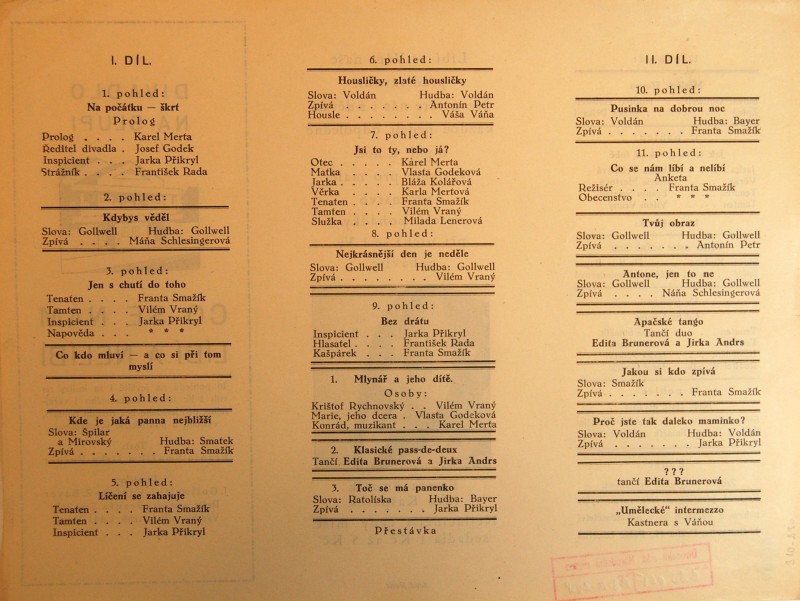 I. DÍL.
1. pohled:
Na počátku — škrt
Prolog
Prolog . . . . Karel Merta
Ředitel divadla . Josef Godek
Inspicient . . . Jarka Přikryl
Strážník . . . . František Rada
2. pohled:
Kdybys věděl
Slova: Gollwell Hudba: Gollwell
Zpívá . . . . Máňa Schlesingerová
3. pohled:
Jen s chutí do toho
Tenaten . . . . Franta Smažík
Tamten . . . . Vilém Vraný
Inspicient . . . Jarka Přikryl
Napověda . . . * * *
Co kdo mluví — a co si při tom
myslí
4. pohled:
Kde je jaká panna nejbližší
Slova: Špilar
a Mirovský Hudba: Smatek
Zpívá . . . . . . . Franta Smažík
5. pohled:
Líčení se zahajuje
Tenaten . . . . Franta Smažík
Tamten . . . . Vilém Vraný
Inspicient . . . Jarka Přikryl
6. pohled:
Housličky, zlaté housličky
Slova: Voldán Hudba: Voldán
Zpívá . . . . . . . Antonín Petr
Housle . . . . . . . Váša Váňa
7. pohled:
Jsi to ty, nebo já?
Otec . . . . . Kárel Merta
Matka . . . . Vlasta Godeková
Jarka . . . . . Bláža Kolářová
Věrka . . . . Karla Mertová
Tenaten . . . . Franta Smažík
Tamten . . . . Vilém Vraný
Služka . . . . Milada Lenerová
8. pohled:
Nejkrásnější den je neděle
Slova: Gollwell Hudba: Gollwell
Zpívá . . . . . . . . Vilém Vraný
9. pohled:
Bez drátu
Inspicient . . . Jarka Přikryl
Hlasatel . . . . František Rada
Kašpárek . . . . Franta Smažík
1. Mlynář a jeho dítě.
Osoby:
Krištof Rychnovský . . Vilém Vraný
Marie, jeho dcera . Vlasta Godeková
Konrád, muzikant . . . Karel Merta
2. Klasické pass-de-deux
Tančí Edita Brunerová a Jirka Andrs
3. Toč se má panenko
Slova: Ratolíska Hudba: Bayer
Zpívá . . . . . . . Jarka Přikryl
Přestávka
II. DÍL.
10. pohled:
Pusinka na dobrou noc
Slova: Voldán Hudba: Bayer
Zpívá . . . . . . . Franta Smažík
11. pohled:
Co se nám líbí a nelíbí
Anketa
Režisér . . . . Franta Smažík
Obecenstvo . . * * *
Tvůj obraz
Slova: Gollwell Hudba: Gollwell
Zpívá . . . . . . . Antonín Petr
Antone, jen to ne
Slova: Gollwell Hudba: Gollwell
Zpívá . . . . Náňa Schlesingerová
Apačské tango
Tančí duo
Edita Brunerová a Jirka Andrs
Jakou si kdo zpívá
Slova: Smažík
Zpívá . . . . . . . Franta Smažík
Proč jste tak daleko maminko?
Slova: Voldán Hudba: Voldán
Zpívá . . . . . . . Jarka Přikryl
? ? ?
tančí Edita Brunerová
„Umělecké" intermezzo
Kastnera s Váňou